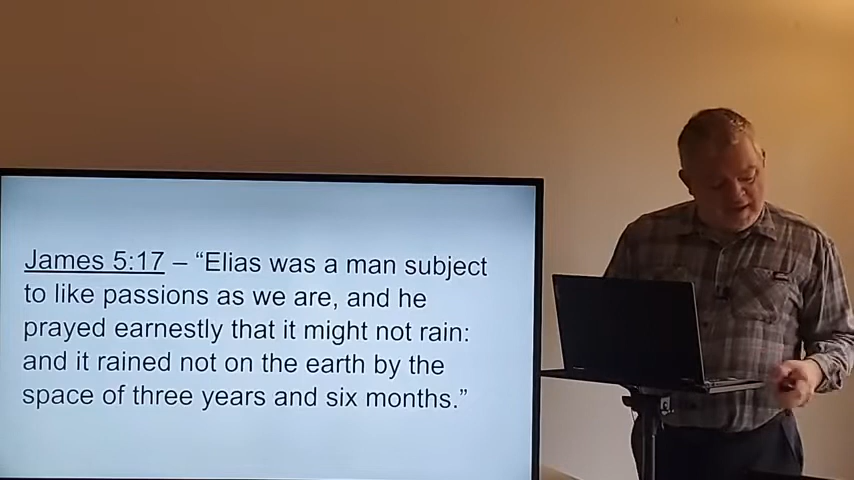 James 5:17 – “Elias was a man subject
to like passions as we are, and he
prayed earnestly that it might not rain:
and it rained not on the earth by the
space of three years and six months.”